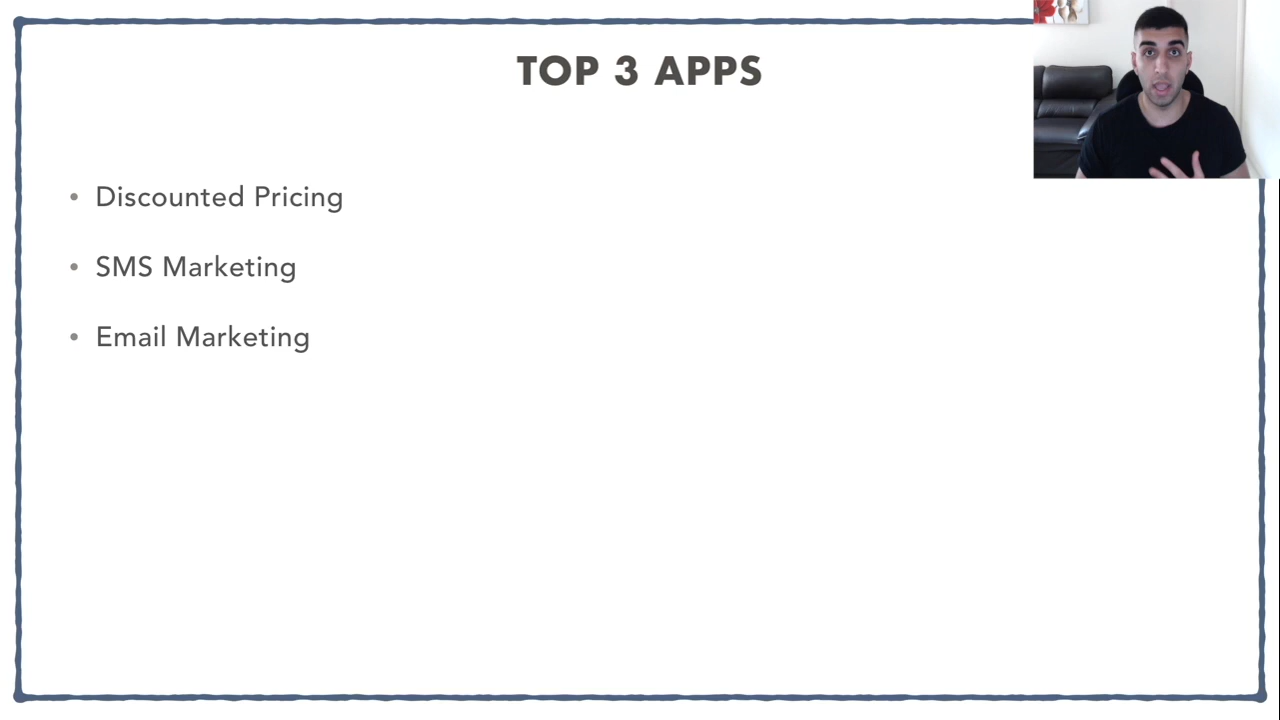 TOP 3 APPS
• Discounted Pricing
• SMS Marketing
• Email Marketing